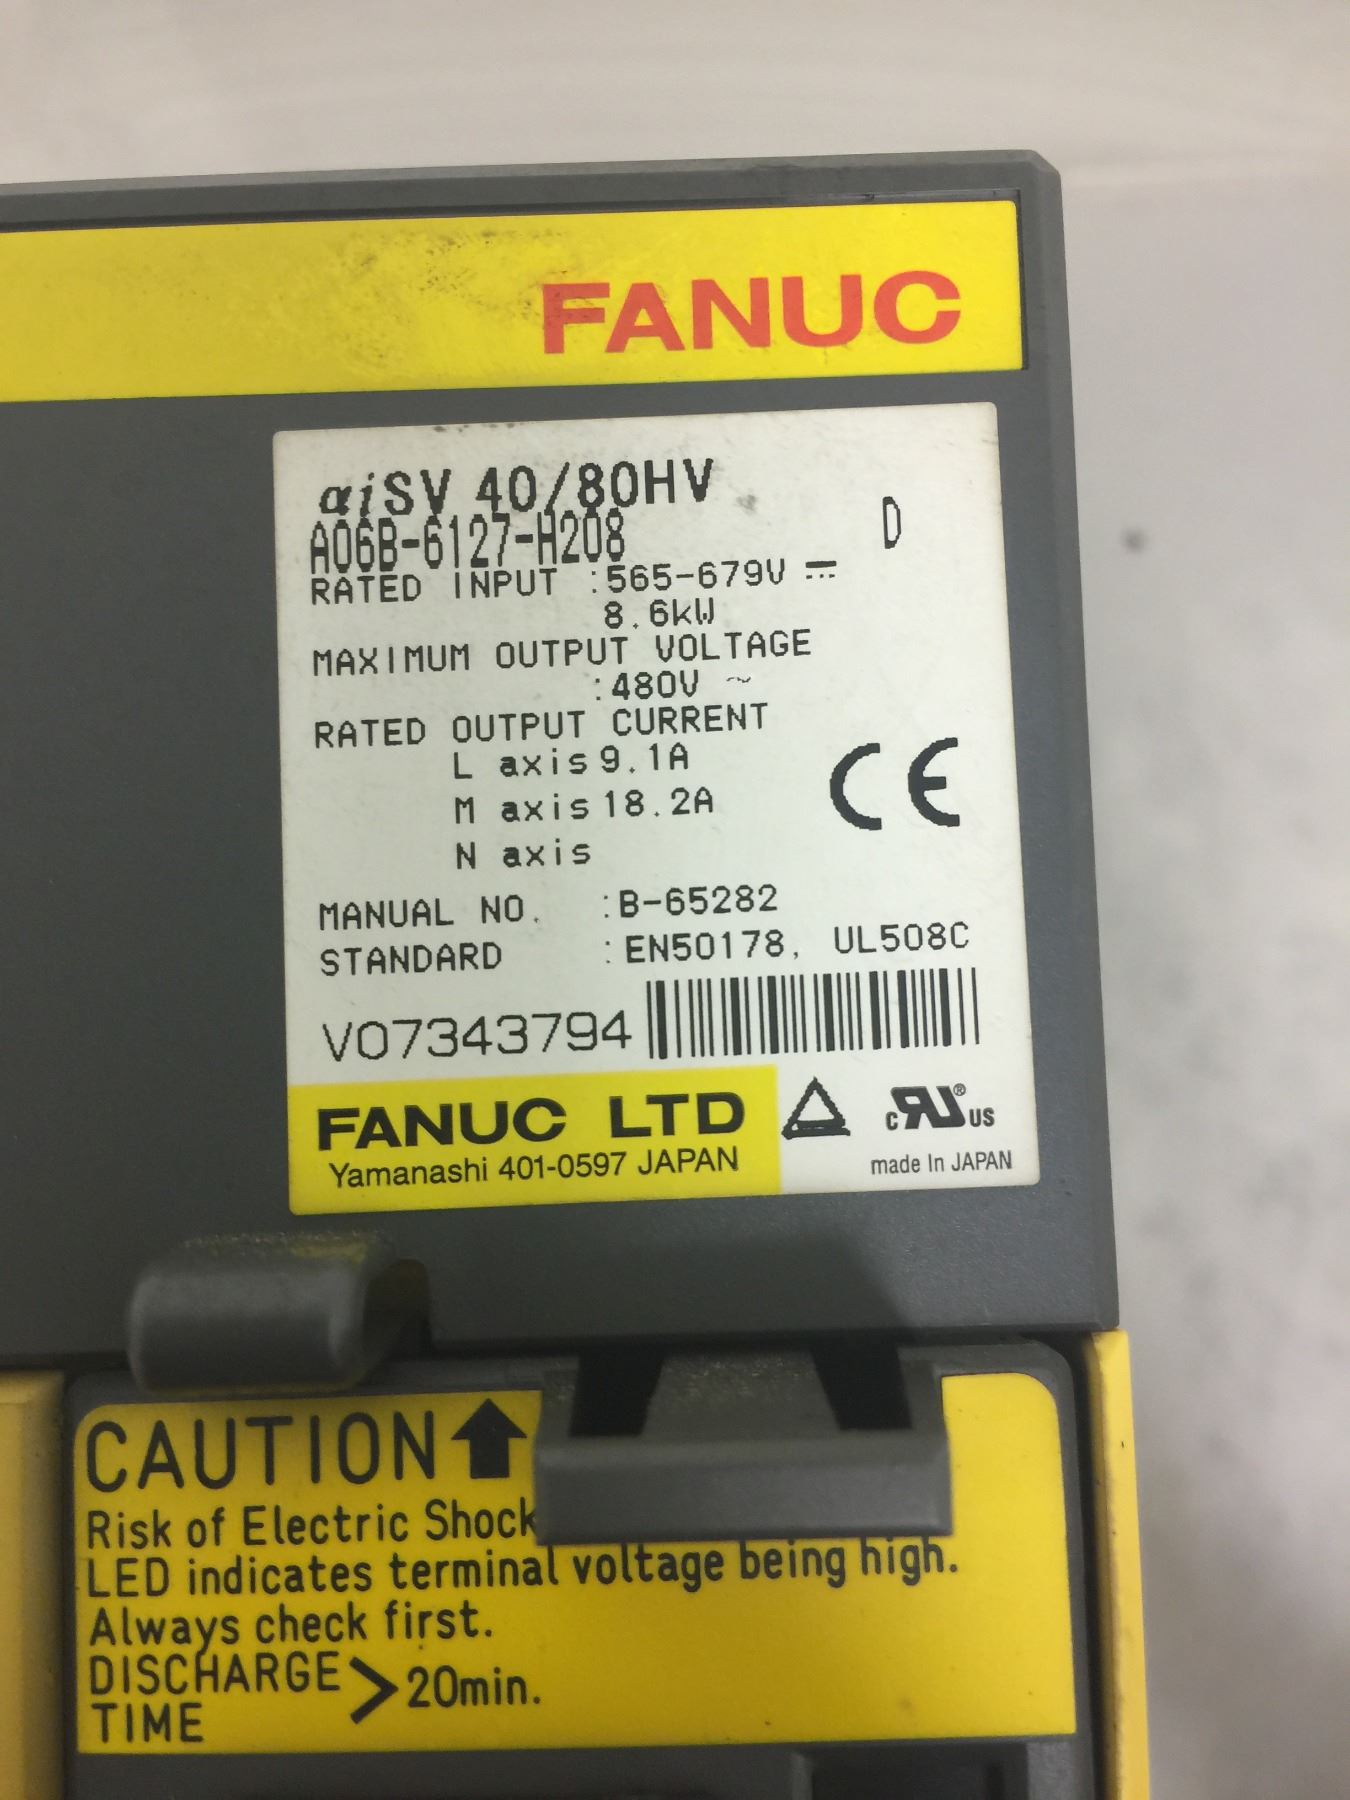 FANUC
αiSV 40/80HV
A06B-6127-H208 D
RATED INPUT :565-679V ⎓
8.6kW
MAXIMUM OUTPUT VOLTAGE
:480V ~
RATED OUTPUT CURRENT
L axis 9.1A
M axis 18.2A
N axis
CE
MANUAL NO. :B-65282
STANDARD :EN50178, UL508C
V07343794
FANUC LTD
Yamanashi 401-0597 JAPAN
c RU ® US
made In JAPAN
CAUTION
Risk of Electric Shock
LED indicates terminal voltage being high.
Always check first.
DISCHARGE
TIME > 20min.